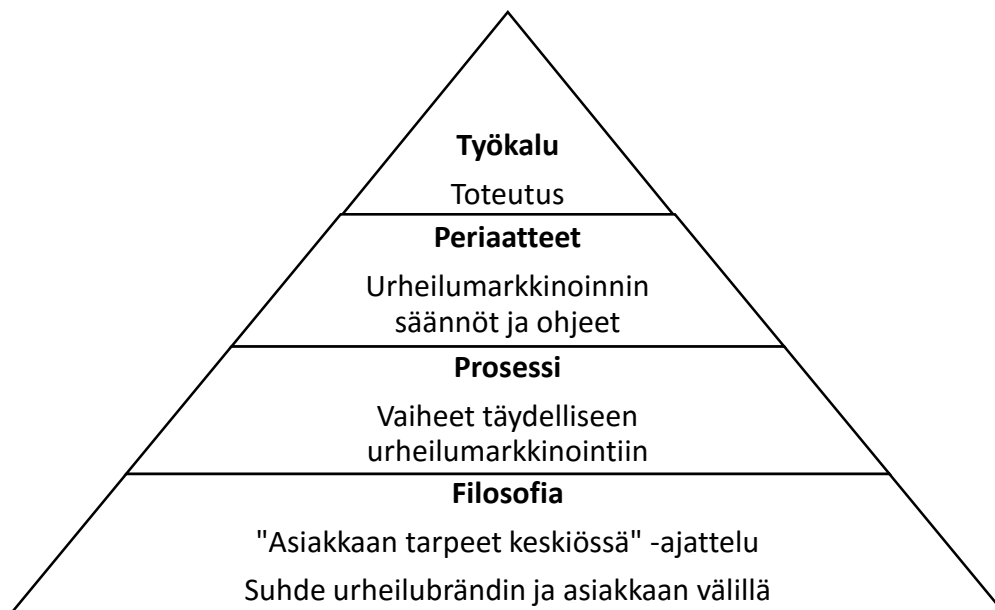 Työkalu
Toteutus
Periaatteet
Urheilumarkkinoinnin
säännöt ja ohjeet
Prosessi
Vaiheet täydelliseen
urheilumarkkinointiin
Filosofia
"Asiakkaan tarpeet keskiössä" -ajattelu
Suhde urheilubrändin ja asiakkaan välillä